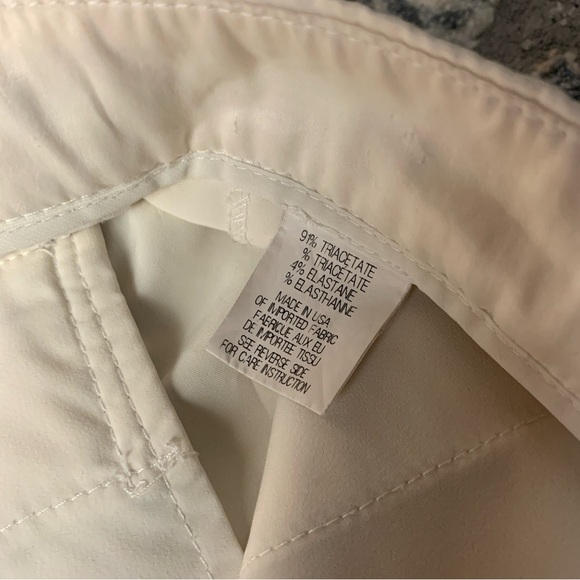 91% TRIACETATE
% TRIACETATE
4% ELASTANE
% ELASTHANNE
MADE IN USA
OF IMPORTED FABRIC
FAERIQUE AUX EU
DE IMPORTEE TISSU
SEE REVERSE SIDE
FOR CARE INSTRUCTION